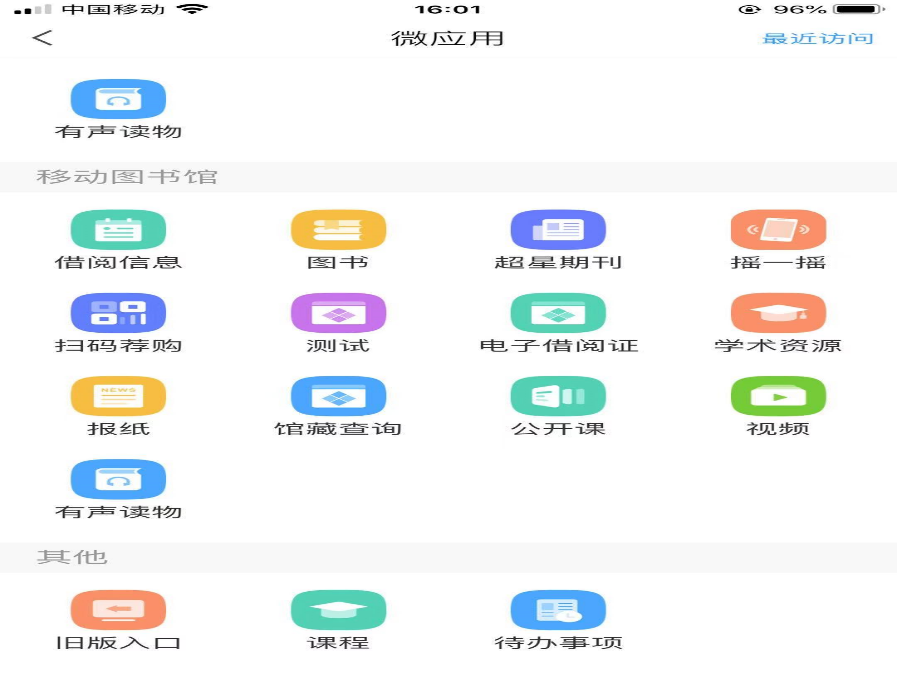 中国移动 16:01 96%
微应用 最近访问
有声读物
移动图书馆
借阅信息 图书 超星期刊 摇一摇
扫码荐购 测试 电子借阅证 学术资源
NEWS
报纸 馆藏查询 公开课 视频
有声读物
其他
旧版入口 课程 待办事项